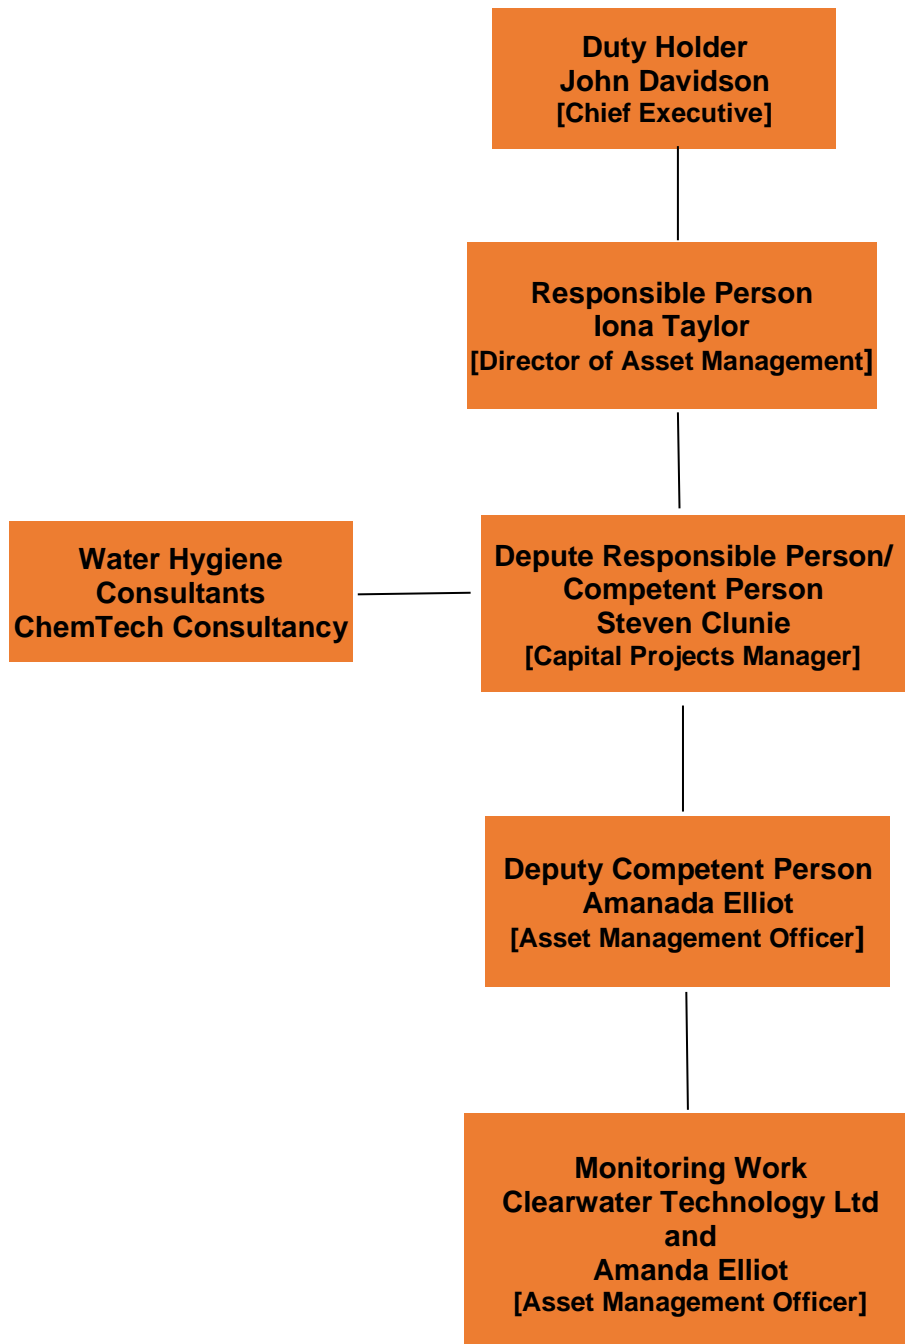 Duty Holder
John Davidson
[Chief Executive]
Responsible Person
Iona Taylor
[Director of Asset Management]
Water Hygiene
Consultants
ChemTech Consultancy
Depute Responsible Person/
Competent Person
Steven Clunie
[Capital Projects Manager]
Deputy Competent Person
Amanada Elliot
[Asset Management Officer]
Monitoring Work
Clearwater Technology Ltd
and
Amanda Elliot
[Asset Management Officer]